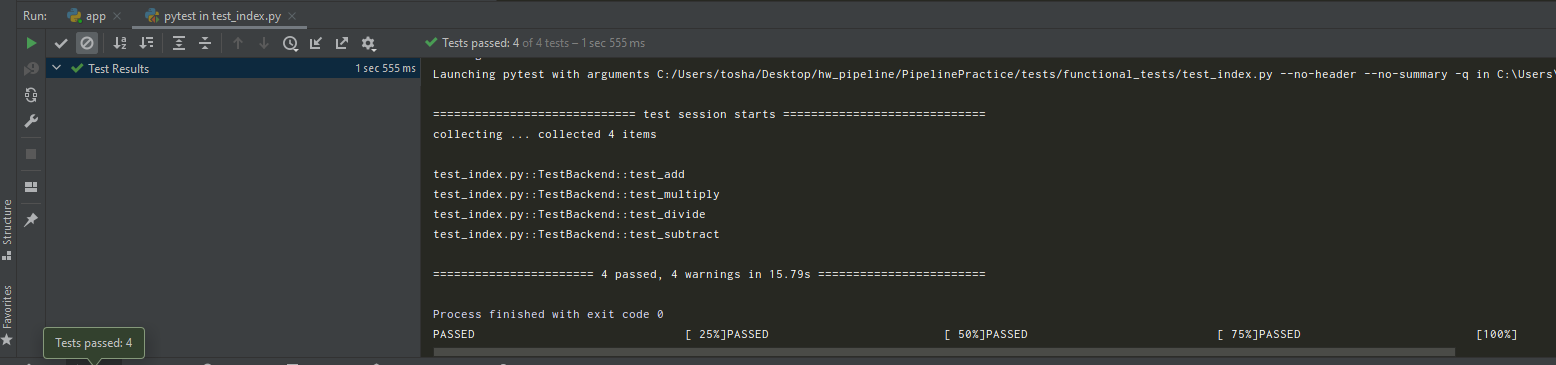 Run: app pytest in test_index.py
Tests passed: 4 of 4 tests – 1 sec 555 ms
Test Results 1 sec 555 ms
Launching pytest with arguments C:/Users/tosha/Desktop/hw_pipeline/PipelinePractice/tests/functional_tests/test_index.py --no-header --no-summary -q in C:\Users\
============================= test session starts =============================
collecting ... collected 4 items
test_index.py::TestBackend::test_add
test_index.py::TestBackend::test_multiply
test_index.py::TestBackend::test_divide
test_index.py::TestBackend::test_subtract
======================= 4 passed, 4 warnings in 15.79s ========================
Process finished with exit code 0
PASSED [ 25%]PASSED [ 50%]PASSED [ 75%]PASSED [100%]
Structure
Favorites
Tests passed: 4